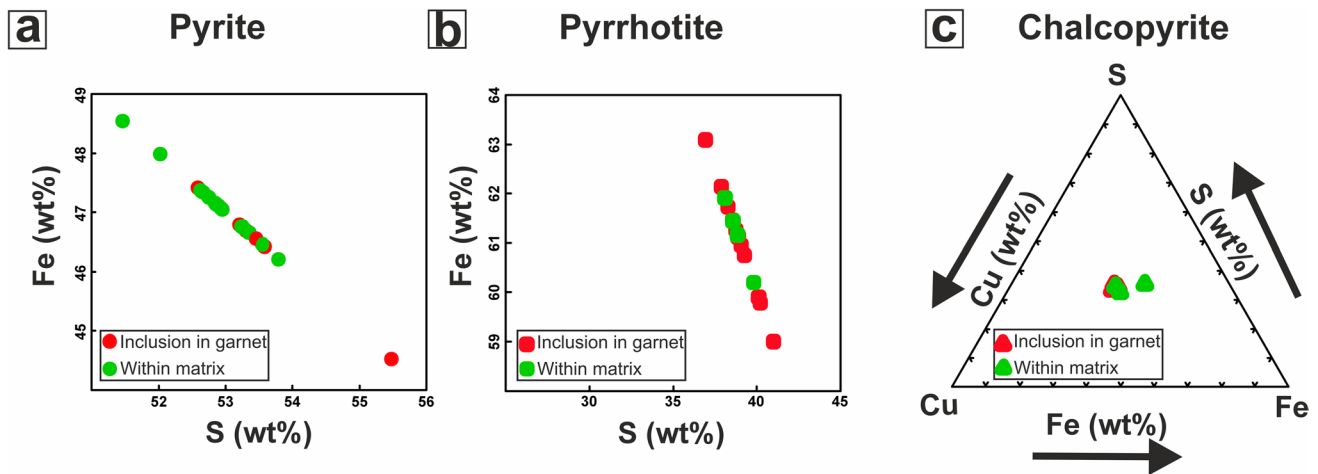 a Pyrite
Fe (wt%)
49
48
47
46
45
Inclusion in garnet
Within matrix
52 53 54 55 56
S (wt%)
b Pyrrhotite
Fe (wt%)
64
63
62
61
60
59
Inclusion in garnet
Within matrix
30 35 40 45
S (wt%)
c Chalcopyrite
S
Cu (wt%)
S (wt%)
Inclusion in garnet
Within matrix
Cu
Fe
Fe (wt%)